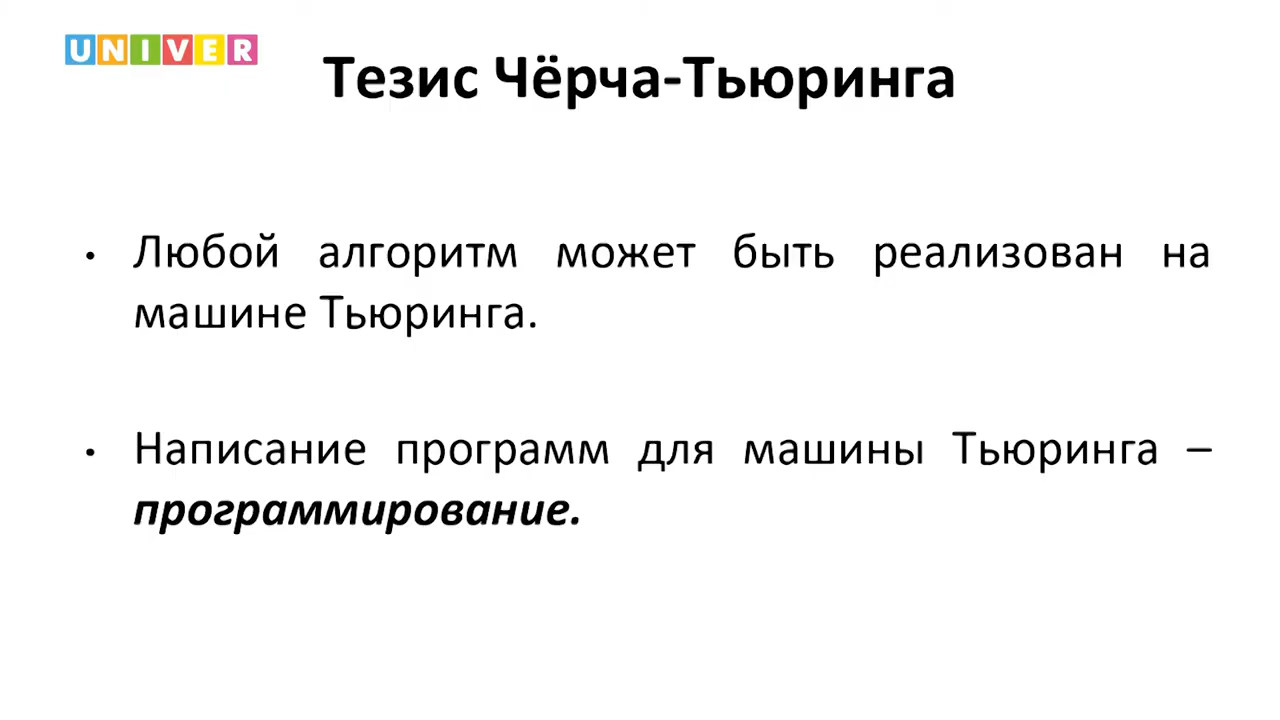 UNIVER
Тезис Чёрча-Тьюринга
• Любой алгоритм может быть реализован на
машине Тьюринга.
• Написание программ для машины Тьюринга –
программирование.